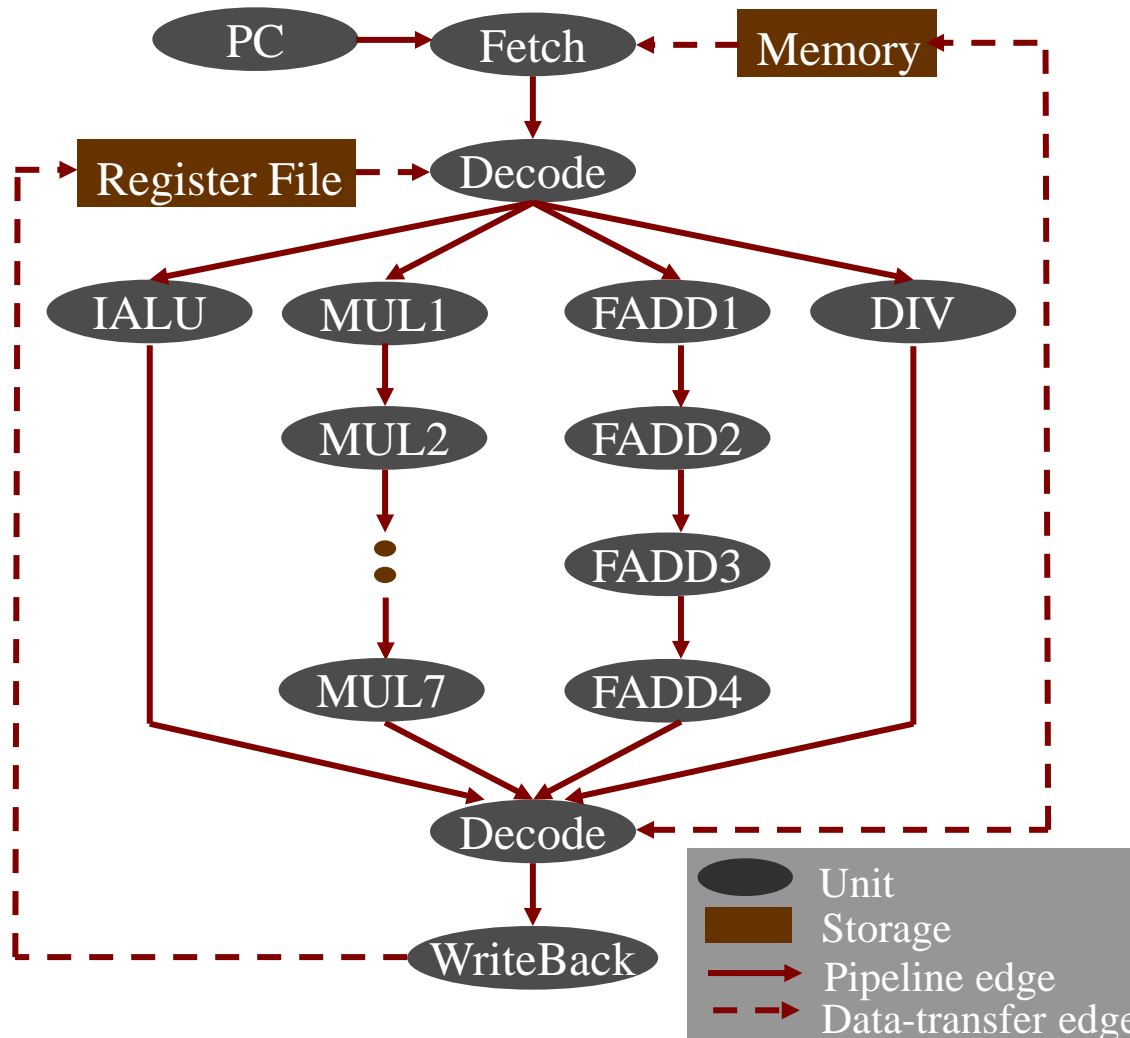 PC
Fetch
Memory
Register File
Decode
IALU
MUL1
FADD1
DIV
MUL2
FADD2
FADD3
MUL7
FADD4
Decode
WriteBack
Unit
Storage
Pipeline edge
Data-transfer edge